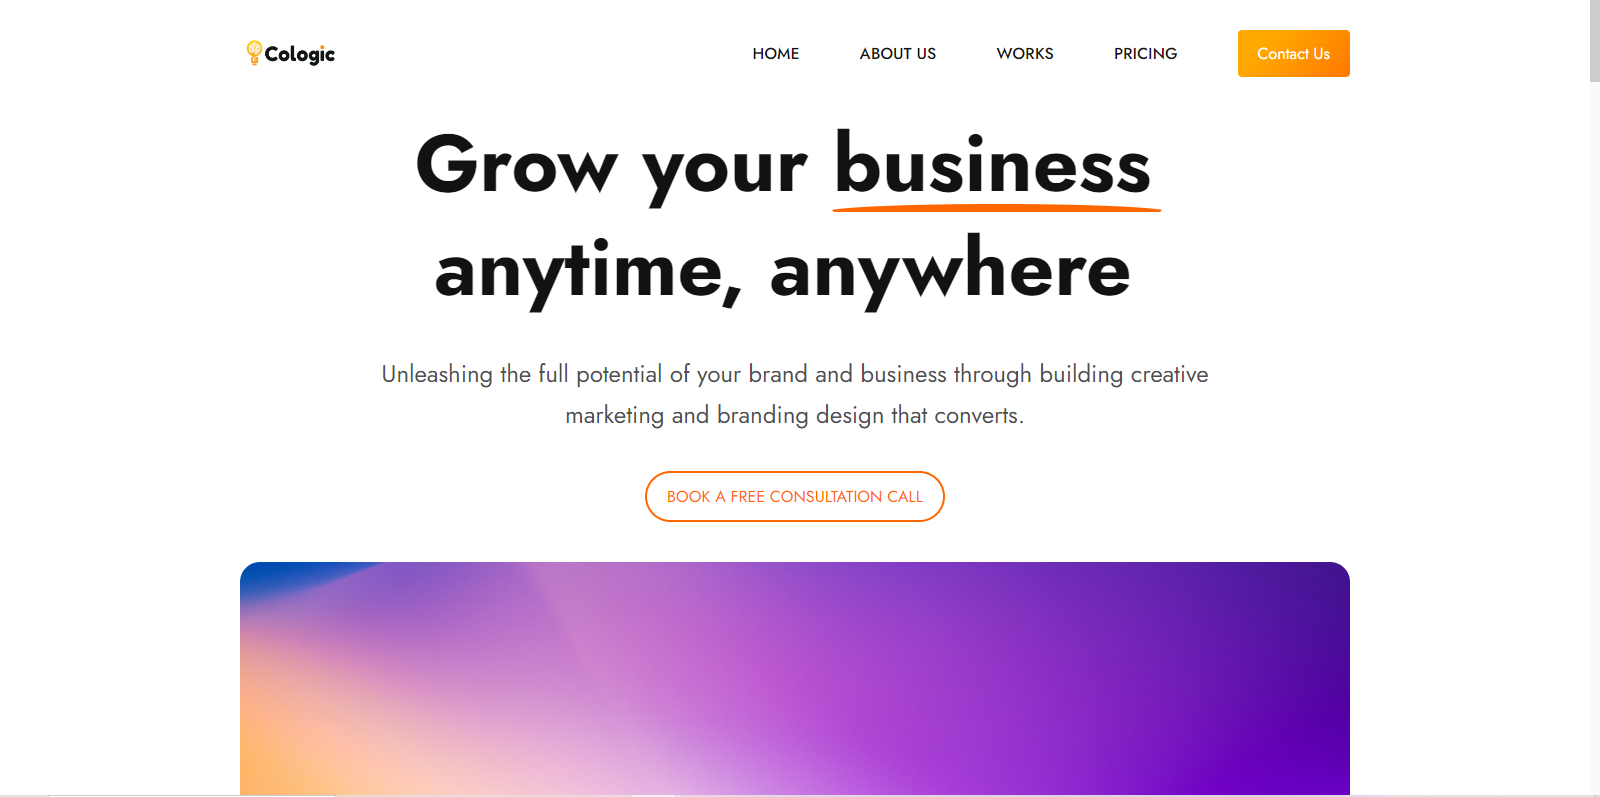 Cologic
HOME
ABOUT US
WORKS
PRICING
Contact Us
Grow your business
anytime, anywhere
Unleashing the full potential of your brand and business through building creative
marketing and branding design that converts.
BOOK A FREE CONSULTATION CALL